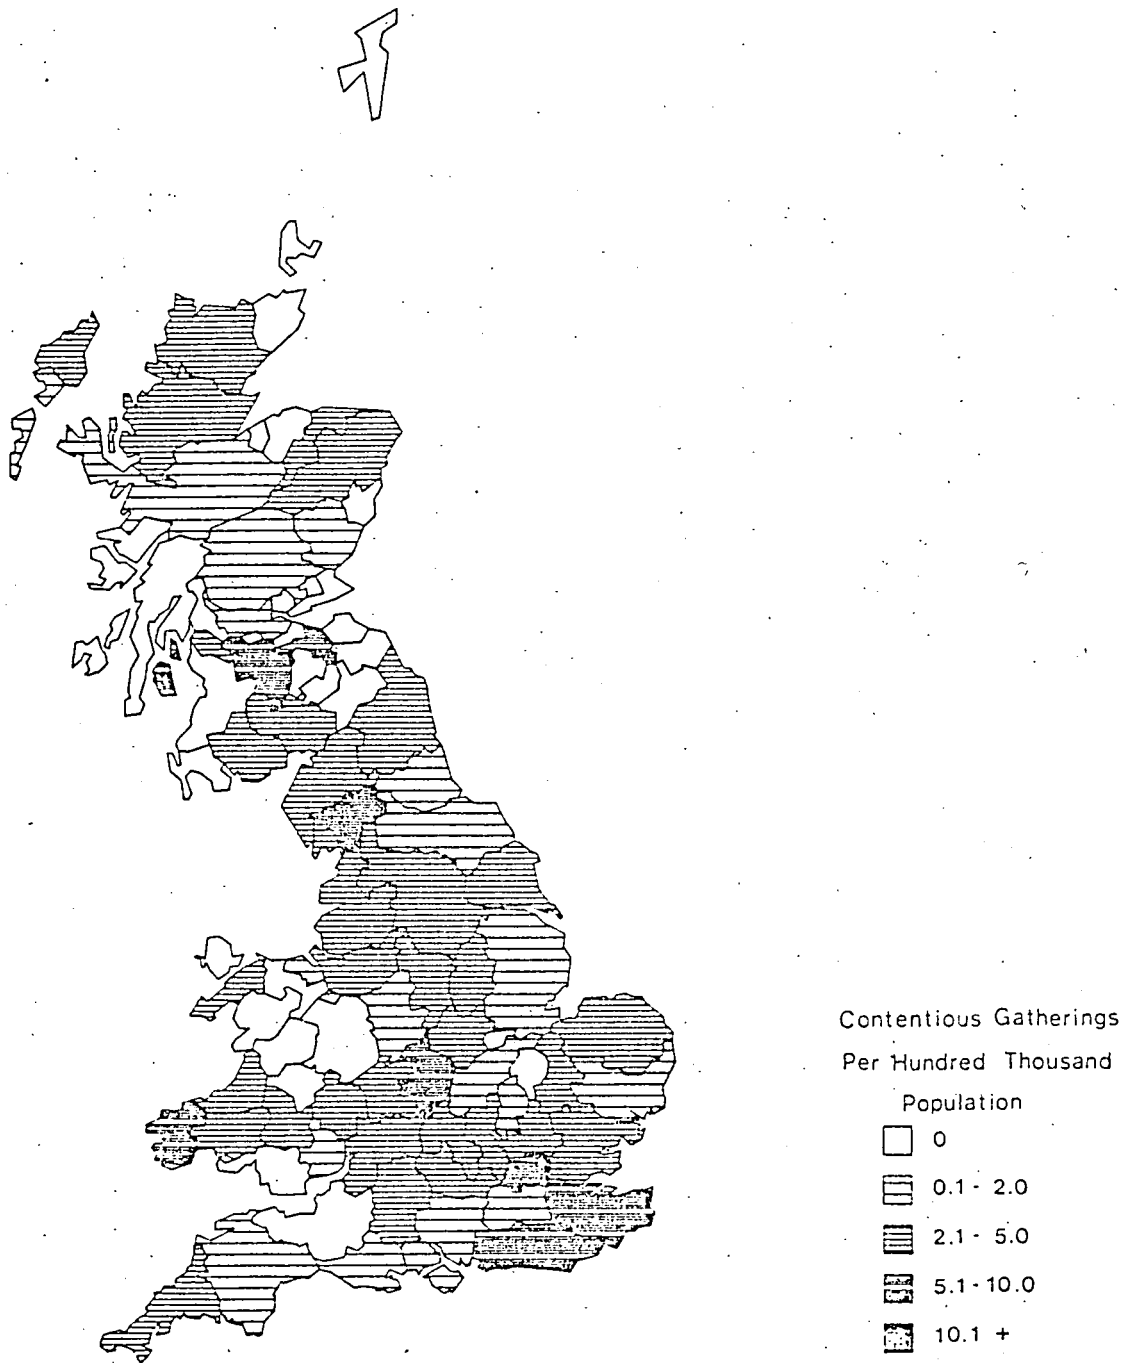 Contentious Gatherings
Per Hundred Thousand
Population
0
0.1 - 2.0
2.1 - 5.0
5.1 - 10.0
10.1 +